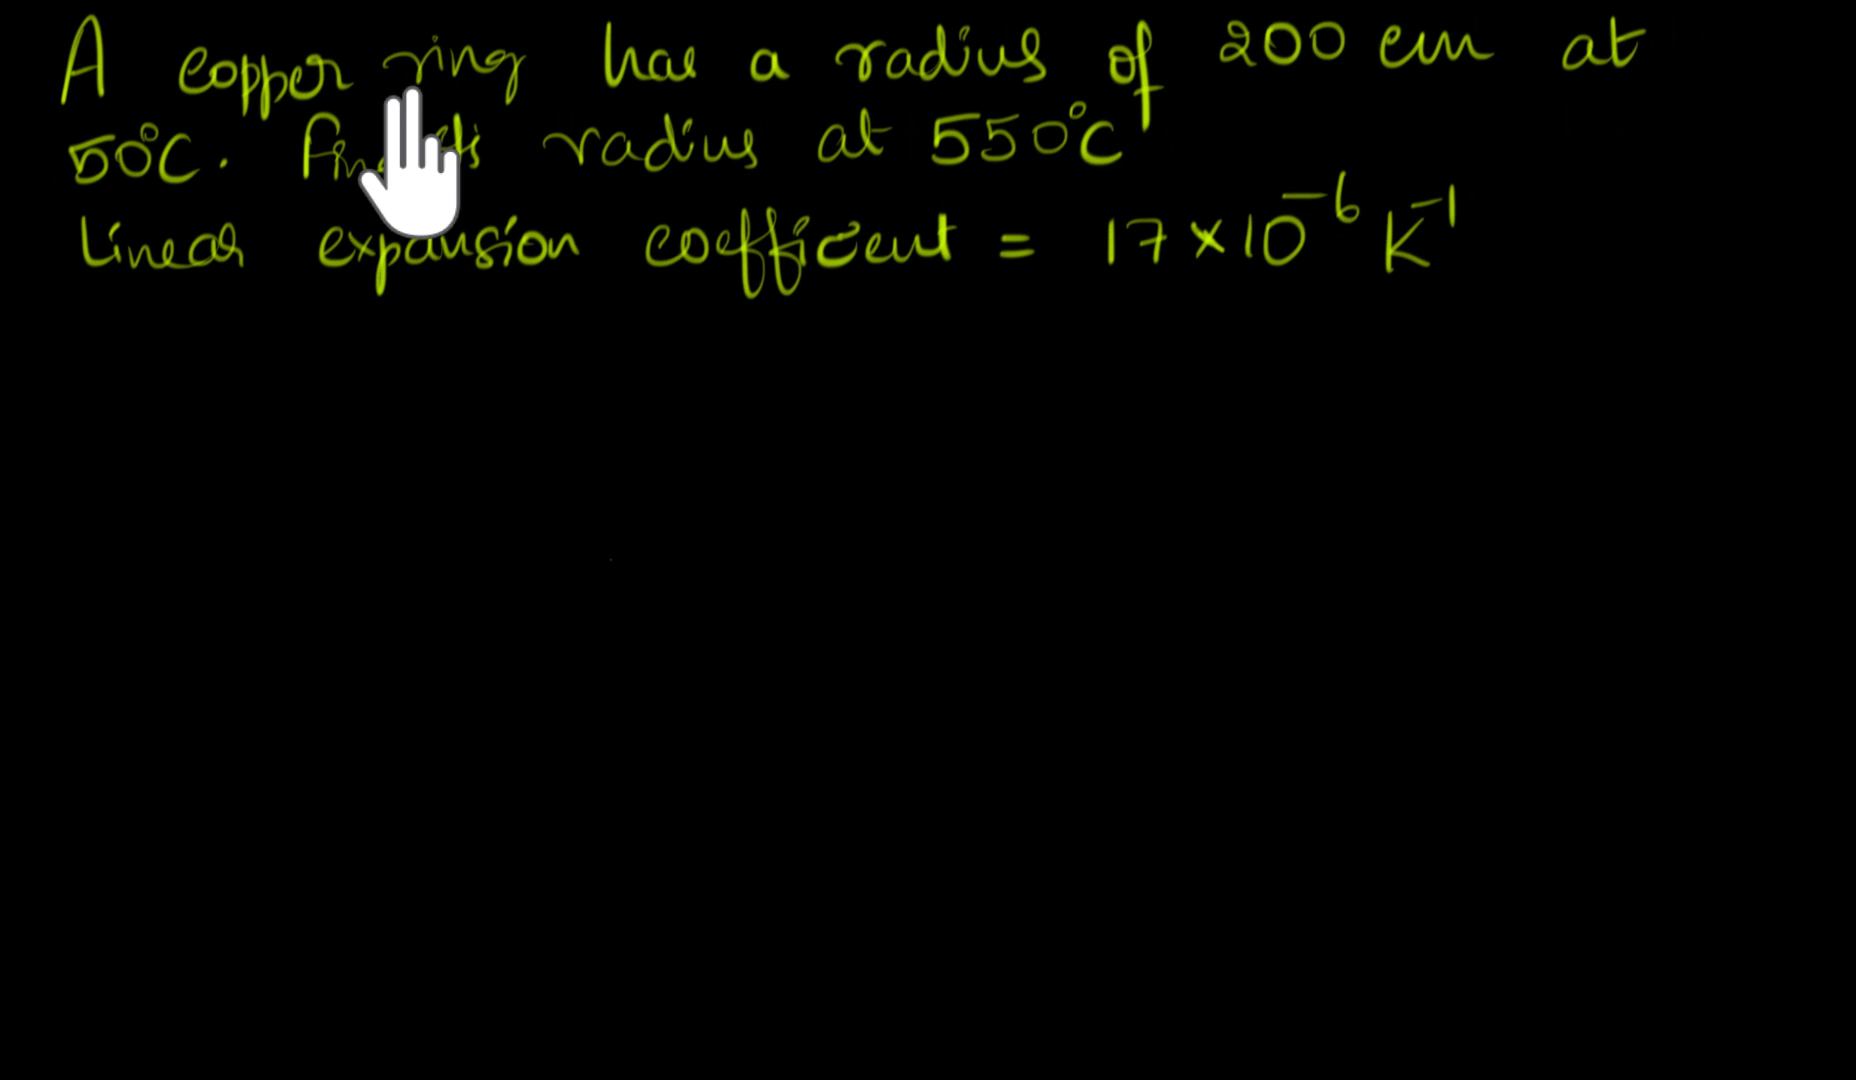 A copper ring has a radius of 200 cm at
50°C. radius at 550°C
Linear expansion coefficient = 17 × 10⁻⁶ K⁻¹